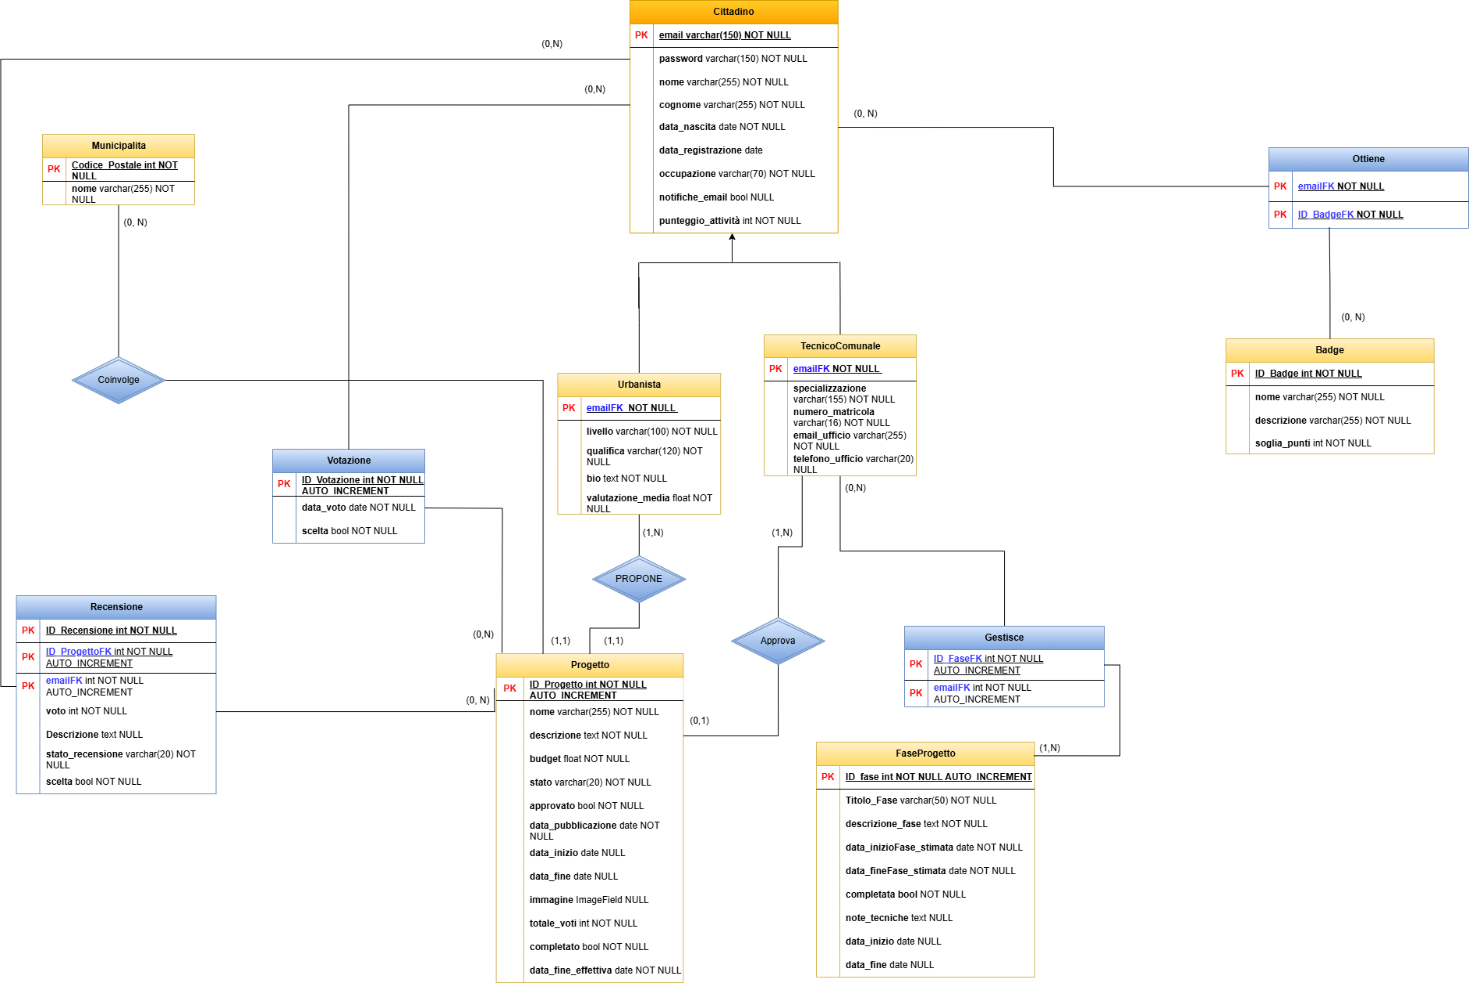 Cittadino
PK email varchar(150) NOT NULL
password varchar(150) NOT NULL
nome varchar(255) NOT NULL
cognome varchar(255) NOT NULL
data_nascita date NOT NULL
data_registrazione date
occupazione varchar(70) NOT NULL
notifiche_email bool NULL
punteggio_attività int NOT NULL
(0,N)
(0,N)
(0, N)
Municipalita
PK Codice_Postale int NOT
NULL
nome varchar(255) NOT
NULL
(0, N)
Coinvolge
Ottiene
PK emailFK NOT NULL
PK ID_BadgeFK NOT NULL
(0, N)
Badge
PK ID_Badge int NOT NULL
nome varchar(255) NOT NULL
descrizione varchar(255) NOT NULL
soglia_punti int NOT NULL
Urbanista
PK emailFK NOT NULL
livello varchar(100) NOT NULL
qualifica varchar(120) NOT
NULL
bio text NOT NULL
valutazione_media float NOT
NULL
(1,N)
PROPONE
(1,1)
(1,1)
TecnicoComunale
PK emailFK NOT NULL
specializzazione
varchar(155) NOT NULL
numero_matricola
varchar(16) NOT NULL
email_ufficio varchar(255)
NOT NULL
telefono_ufficio varchar(20)
NULL
(0,N)
(1,N)
Approva
(0,1)
Votazione
PK ID_Votazione int NOT NULL
AUTO_INCREMENT
data_voto date NOT NULL
scelta bool NOT NULL
(0,N)
Recensione
PK ID_Recensione int NOT NULL
PK ID_ProgettoFK int NOT NULL
AUTO_INCREMENT
PK emailFK int NOT NULL
AUTO_INCREMENT
voto int NOT NULL
Descrizione text NULL
stato_recensione varchar(20) NOT
NULL
scelta bool NOT NULL
(0, N)
Progetto
PK ID_Progetto int NOT NULL
AUTO_INCREMENT
nome varchar(255) NOT NULL
descrizione text NOT NULL
budget float NOT NULL
stato varchar(20) NOT NULL
approvato bool NOT NULL
data_pubblicazione date NOT
NULL
data_inizio date NULL
data_fine date NULL
immagine ImageField NULL
totale_voti int NOT NULL
completato bool NOT NULL
data_fine_effettiva date NOT NULL
Gestisce
PK ID_FaseFK int NOT NULL
AUTO_INCREMENT
PK emailFK int NOT NULL
AUTO_INCREMENT
(1,N)
FaseProgetto
PK ID_fase int NOT NULL AUTO_INCREMENT
Titolo_Fase varchar(50) NOT NULL
descrizione_fase text NOT NULL
data_inizioFase_stimata date NOT NULL
data_fineFase_stimata date NOT NULL
completata bool NOT NULL
note_tecniche text NULL
data_inizio date NULL
data_fine date NULL